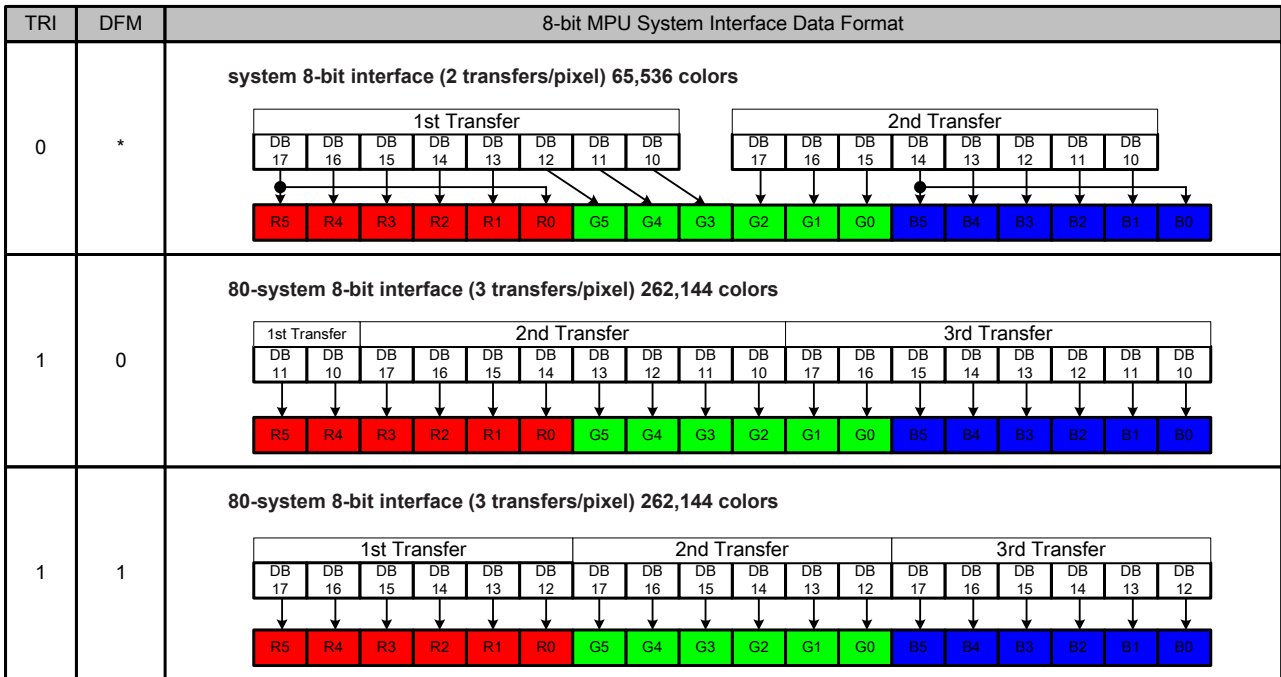 TRI DFM 8-bit MPU System Interface Data Format
system 8-bit interface (2 transfers/pixel) 65,536 colors
1st Transfer 2nd Transfer
DB DB DB DB DB DB DB DB DB DB DB DB DB DB DB DB
17 16 15 14 13 12 11 10 17 16 15 14 13 12 11 10
0 *
R5 R4 R3 R2 R1 R0 G5 G4 G3 G2 G1 G0 B5 B4 B3 B2 B1 B0
80-system 8-bit interface (3 transfers/pixel) 262,144 colors
1st Transfer 2nd Transfer 3rd Transfer
DB DB DB DB DB DB DB DB DB DB DB DB DB DB DB DB DB DB
11 10 17 16 15 14 13 12 11 10 17 16 15 14 13 12 11 10
1 0
R5 R4 R3 R2 R1 R0 G5 G4 G3 G2 G1 G0 B5 B4 B3 B2 B1 B0
80-system 8-bit interface (3 transfers/pixel) 262,144 colors
1st Transfer 2nd Transfer 3rd Transfer
DB DB DB DB DB DB DB DB DB DB DB DB DB DB DB DB DB DB
17 16 15 14 13 12 17 16 15 14 13 12 17 16 15 14 13 12
1 1
R5 R4 R3 R2 R1 R0 G5 G4 G3 G2 G1 G0 B5 B4 B3 B2 B1 B0